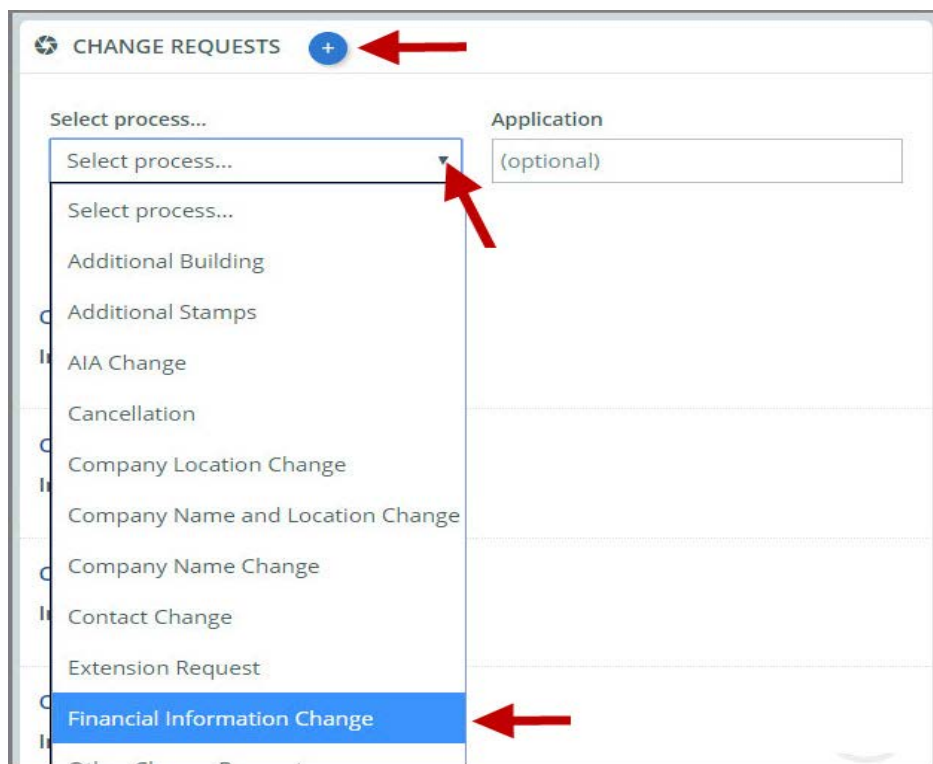 CHANGE REQUESTS +
Select process... Application
Select process... (optional)
Select process...
Additional Building
Additional Stamps
AIA Change
Cancellation
Company Location Change
Company Name and Location Change
Company Name Change
Contact Change
Extension Request
Financial Information Change